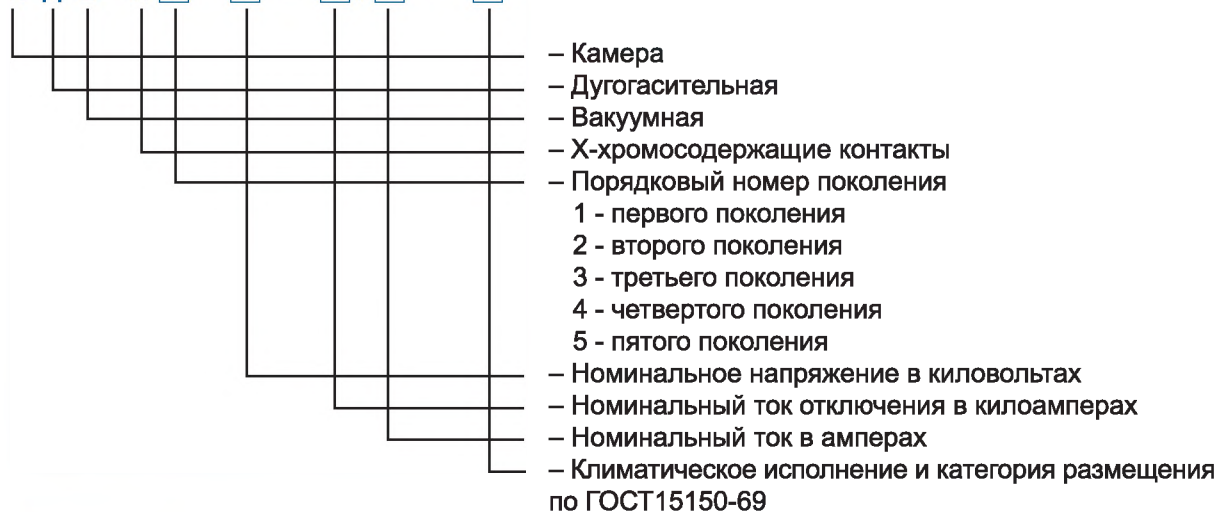 – Камера
– Дугогасительная
– Вакуумная
– Х-хромосодержащие контакты
– Порядковый номер поколения
1 - первого поколения
2 - второго поколения
3 - третьего поколения
4 - четвертого поколения
5 - пятого поколения
– Номинальное напряжение в киловольтах
– Номинальный ток отключения в килоамперах
– Номинальный ток в амперах
– Климатическое исполнение и категория размещения
по ГОСТ15150-69